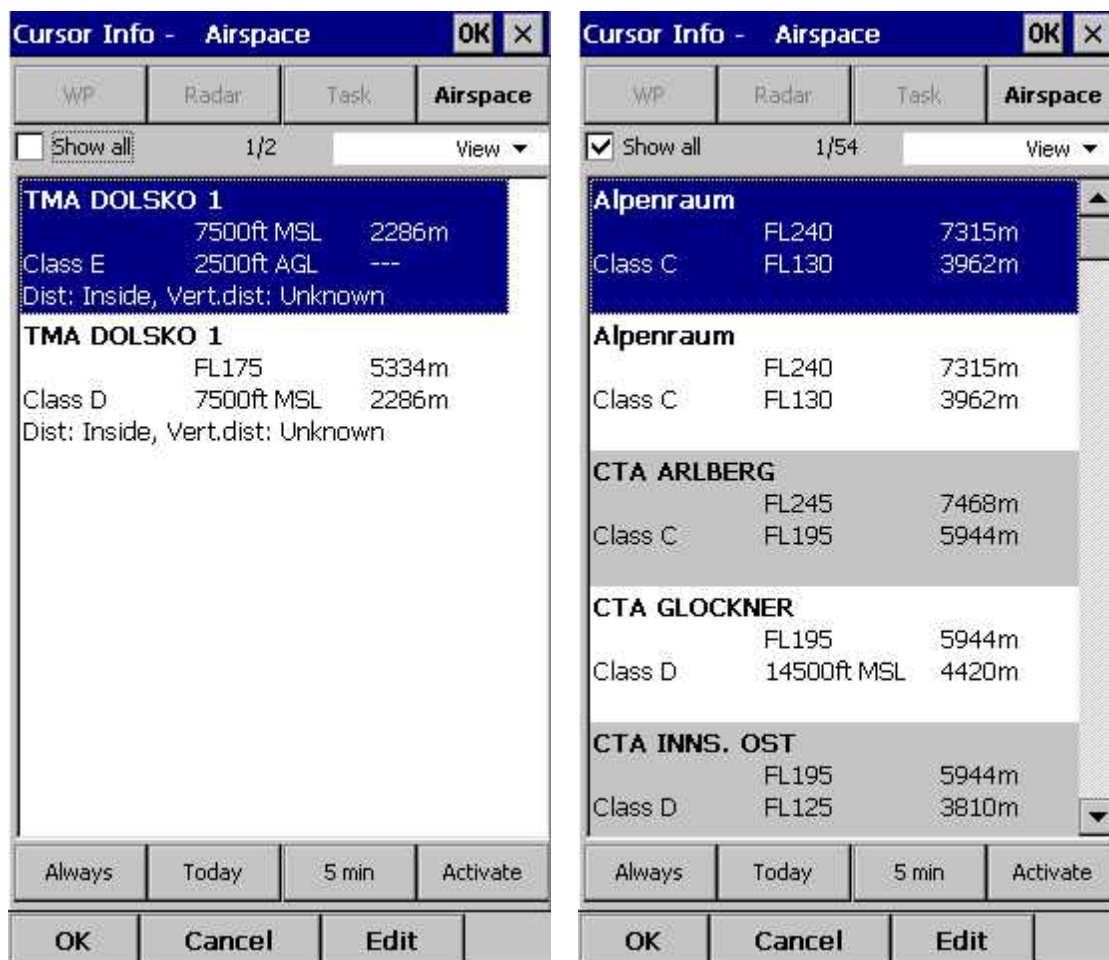 Cursor Info - Airspace OK ×
WP Radar Task Airspace
Show all 1/2 View
TMA DOLSKO 1
7500ft MSL 2286m
Class E 2500ft AGL ---
Dist: Inside, Vert.dist: Unknown
TMA DOLSKO 1
FL175 5334m
Class D 7500ft MSL 2286m
Dist: Inside, Vert.dist: Unknown
Always Today 5 min Activate
OK Cancel Edit
Cursor Info - Airspace OK ×
WP Radar Task Airspace
Show all 1/54 View
Alpenraum
FL240 7315m
Class C FL130 3962m
Alpenraum
FL240 7315m
Class C FL130 3962m
CTA ARLBERG
FL245 7468m
Class C FL195 5944m
CTA GLOCKNER
FL195 5944m
Class D 14500ft MSL 4420m
CTA INNS. OST
FL195 5944m
Class D FL125 3810m
Always Today 5 min Activate
OK Cancel Edit